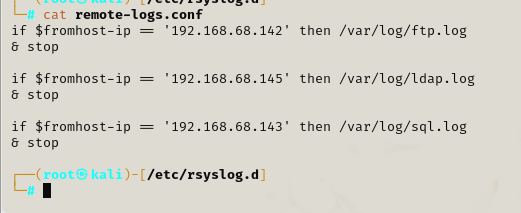 (root㉿kali)-[/etc/rsyslog.d]
└─# cat remote-logs.conf
if $fromhost-ip == '192.168.68.142' then /var/log/ftp.log
& stop

if $fromhost-ip == '192.168.68.145' then /var/log/ldap.log
& stop

if $fromhost-ip == '192.168.68.143' then /var/log/sql.log
& stop

┌──(root㉿kali)-[/etc/rsyslog.d]
└─#